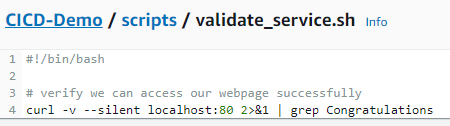 CICD-Demo / scripts / validate_service.sh Info
1 #!/bin/bash
2
3 # verify we can access our webpage successfully
4 curl -v --silent localhost:80 2>&1 | grep Congratulations